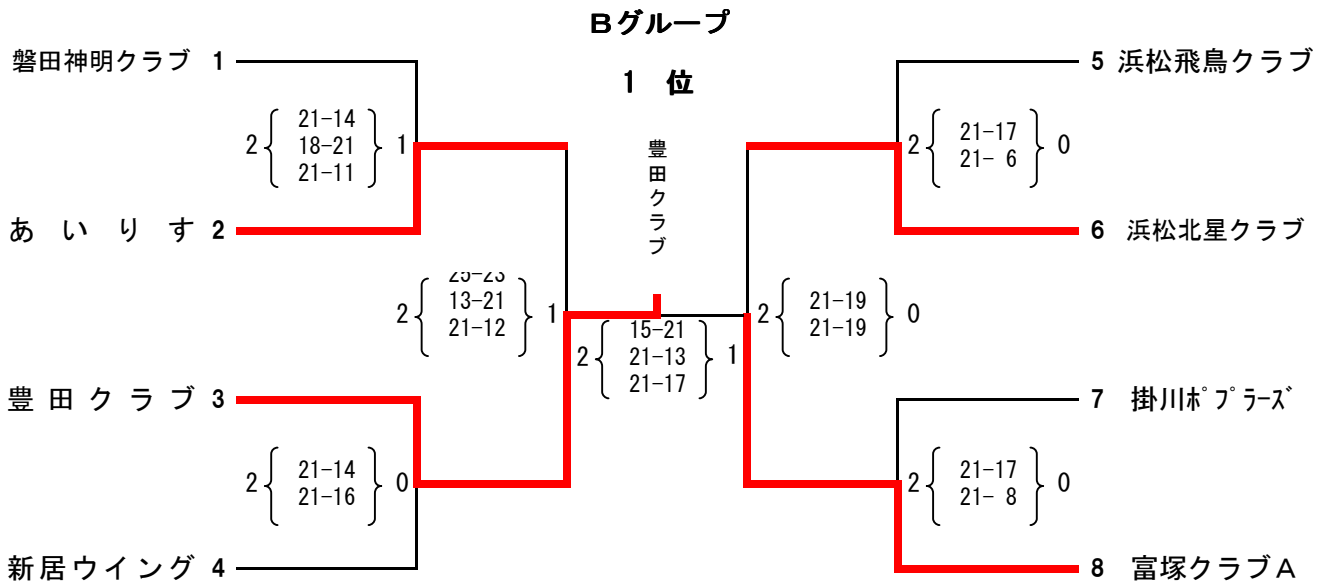 Bグループ
1 位
豊田クラブ
磐田神明クラブ 1
2 { 21-14 } 1
18-21
21-11
あいりす 2
2 { 25-23 } 1
13-21
21-12
豊田クラブ 3
2 { 21-14 } 0
21-16
新居ウイング 4
2 { 15-21 } 1
21-13
21-17
5 浜松飛鳥クラブ
2 { 21-17 } 0
21- 6
6 浜松北星クラブ
2 { 21-19 } 0
21-19
7 掛川ポプラーズ
2 { 21-17 } 0
21- 8
8 富塚クラブA